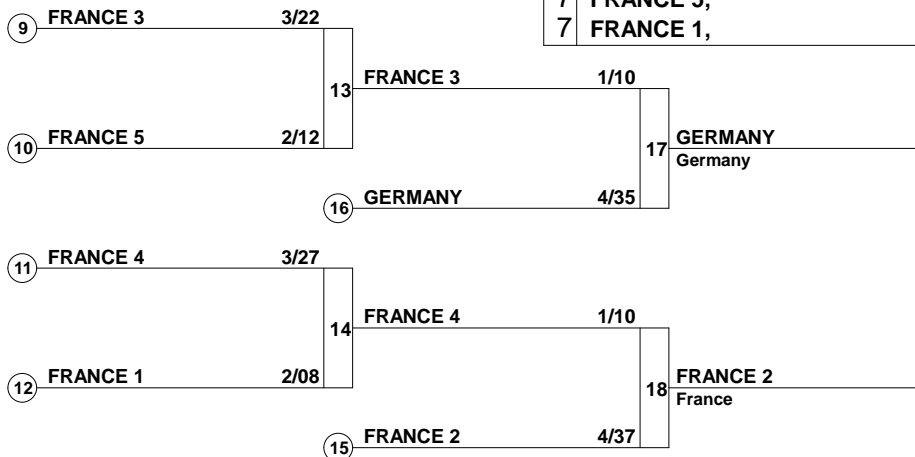 7 FRANCE 5,
7 FRANCE 1,
9 FRANCE 3 3/22
13 FRANCE 3 1/10
10 FRANCE 5 2/12
17 GERMANY
Germany
16 GERMANY 4/35
11 FRANCE 4 3/27
14 FRANCE 4 1/10
12 FRANCE 1 2/08
18 FRANCE 2
France
15 FRANCE 2 4/37